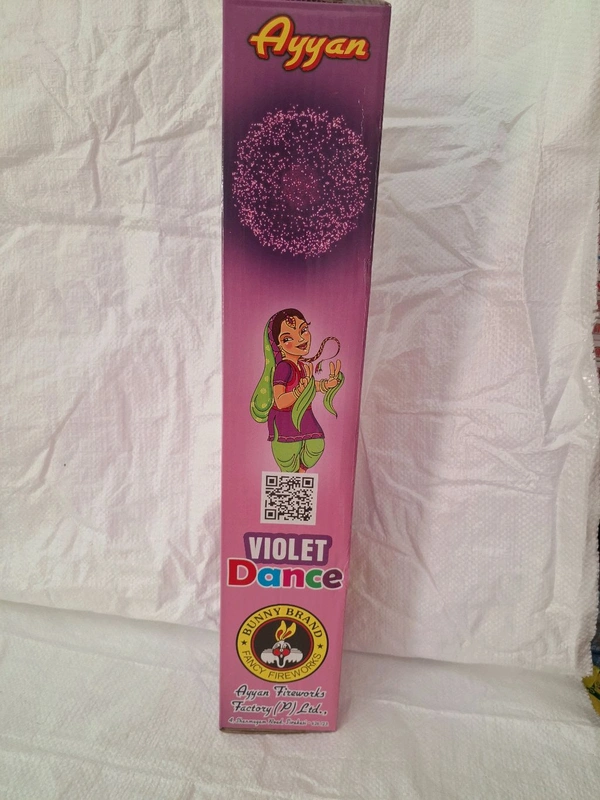 Ayyan
VIOLET
Dance
BUNNY BRAND
FANCY FIREWORKS
Ayyan Fireworks
Factory (P) Ltd.,